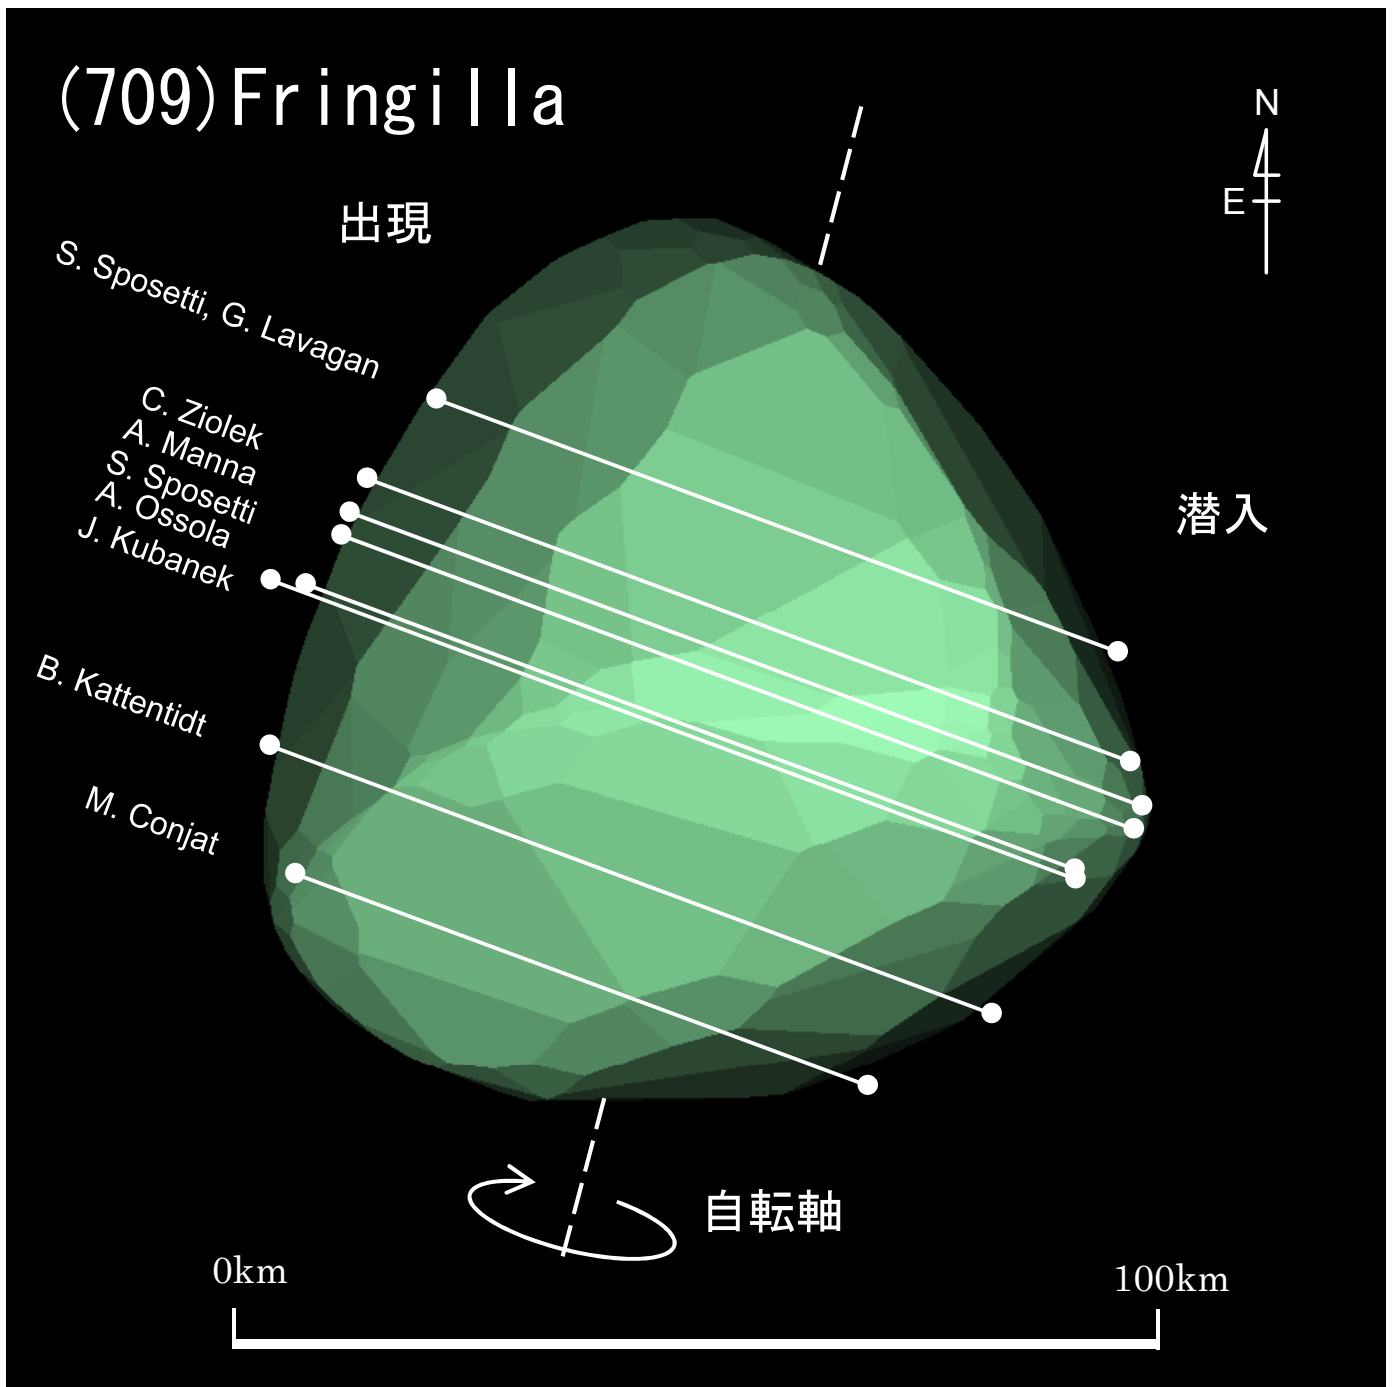 (709)Fringilla
N
E
出現
S. Sposetti, G. Lavagan
C. Ziolek
A. Manna
S. Sposetti
A. Ossola
J. Kubanek
潜入
B. Kattentidt
M. Conjat
自転軸
0km
100km